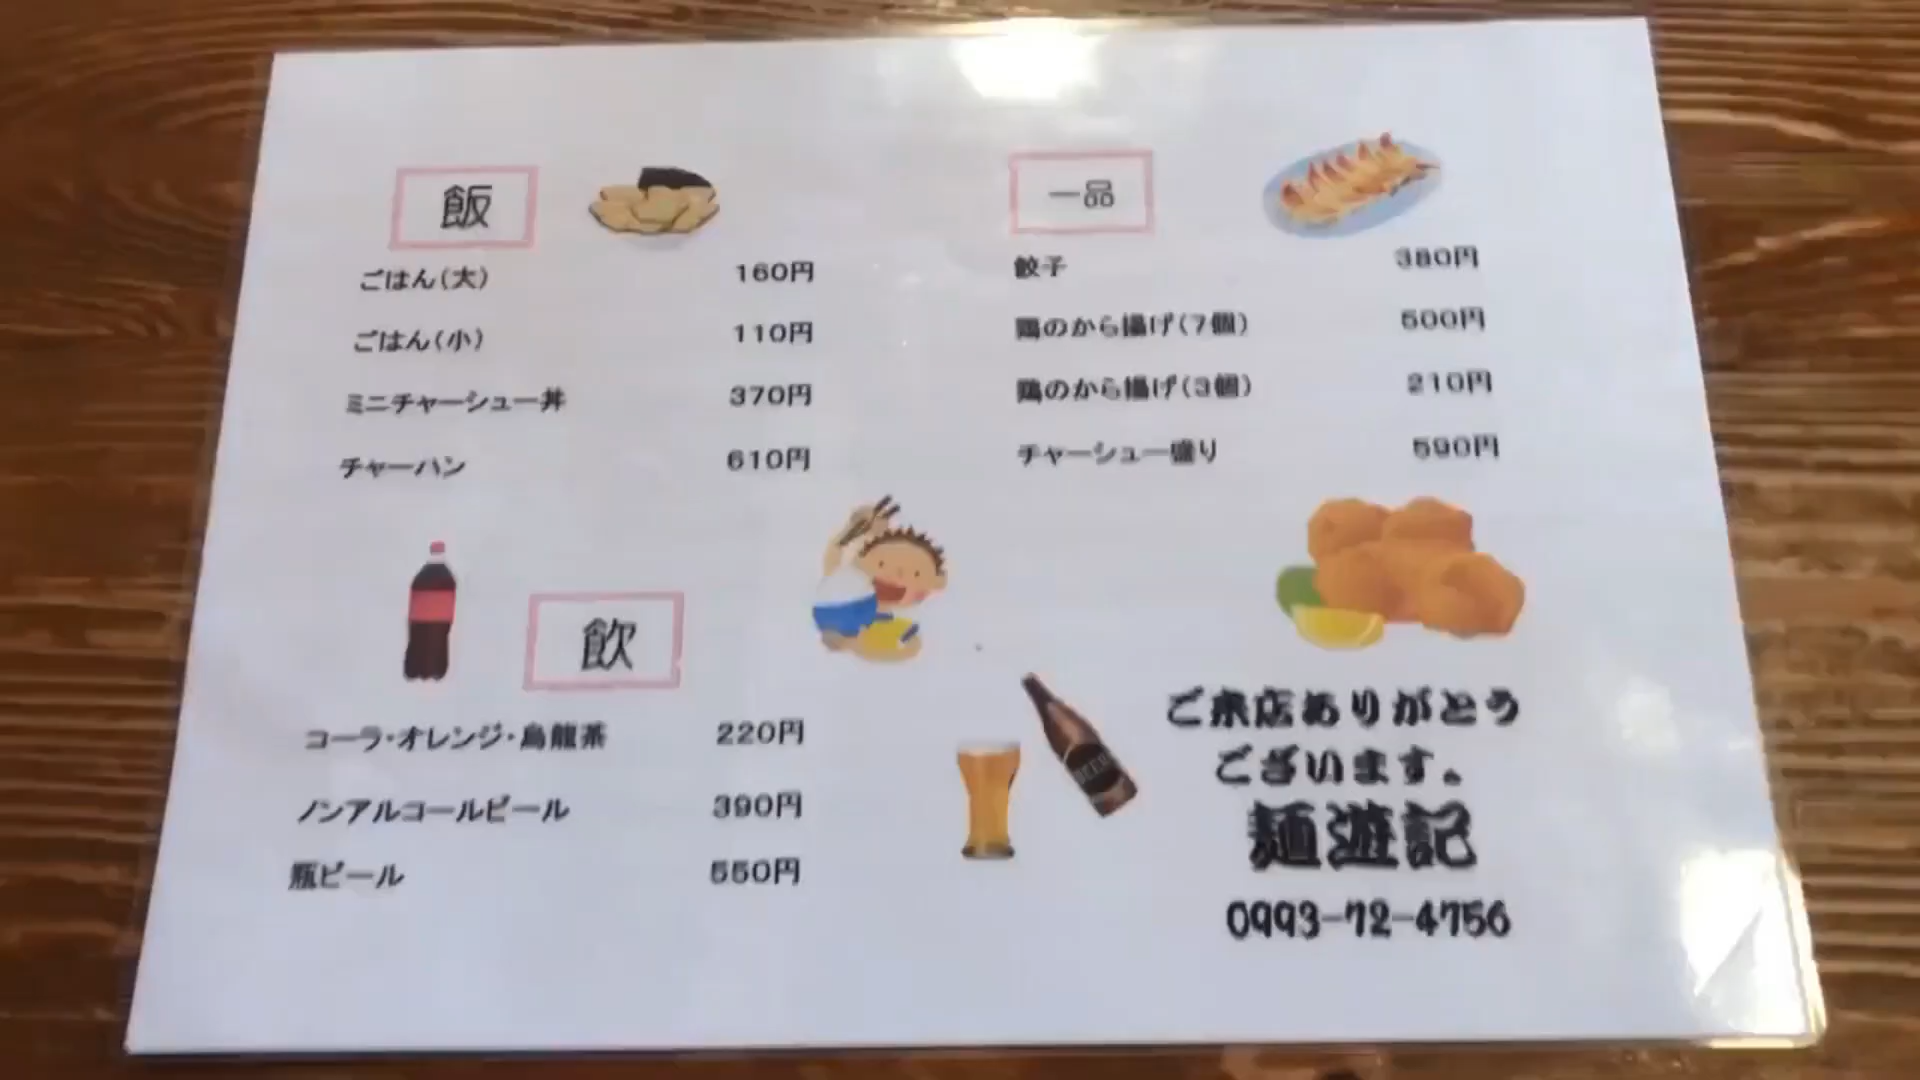 飯
ごはん(大) 160円
ごはん(小) 110円
ミニチャーシュー丼 370円
チャーハン 610円
一品
餃子 380円
鶏のから揚げ(7個) 500円
鶏のから揚げ(3個) 210円
チャーシュー盛り 590円
飲
コーラ・オレンジ・烏龍茶 220円
ノンアルコールビール 390円
瓶ビール 550円
BEER
ご来店ありがとう
ございます。
麺遊記
0993-72-4756